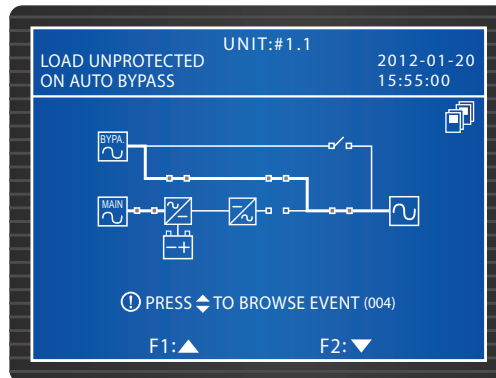 UNIT:#1.1
LOAD UNPROTECTED
ON AUTO BYPASS
2012-01-20
15:55:00
BYPA.
MAIN
PRESS TO BROWSE EVENT (004)
F1: F2: